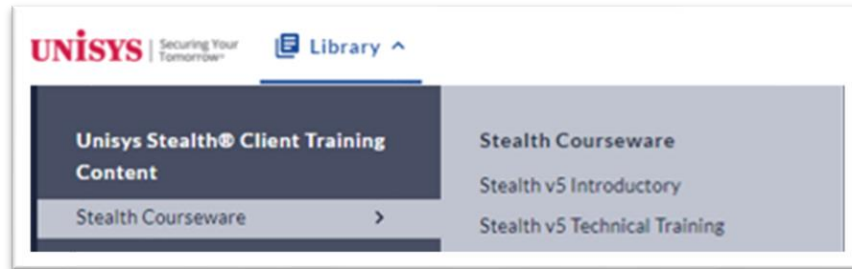 UNiSYS | Securing Your
Tomorrow℠
Library
Unisys Stealth® Client Training
Content
Stealth Courseware >
Stealth Courseware
Stealth v5 Introductory
Stealth v5 Technical Training